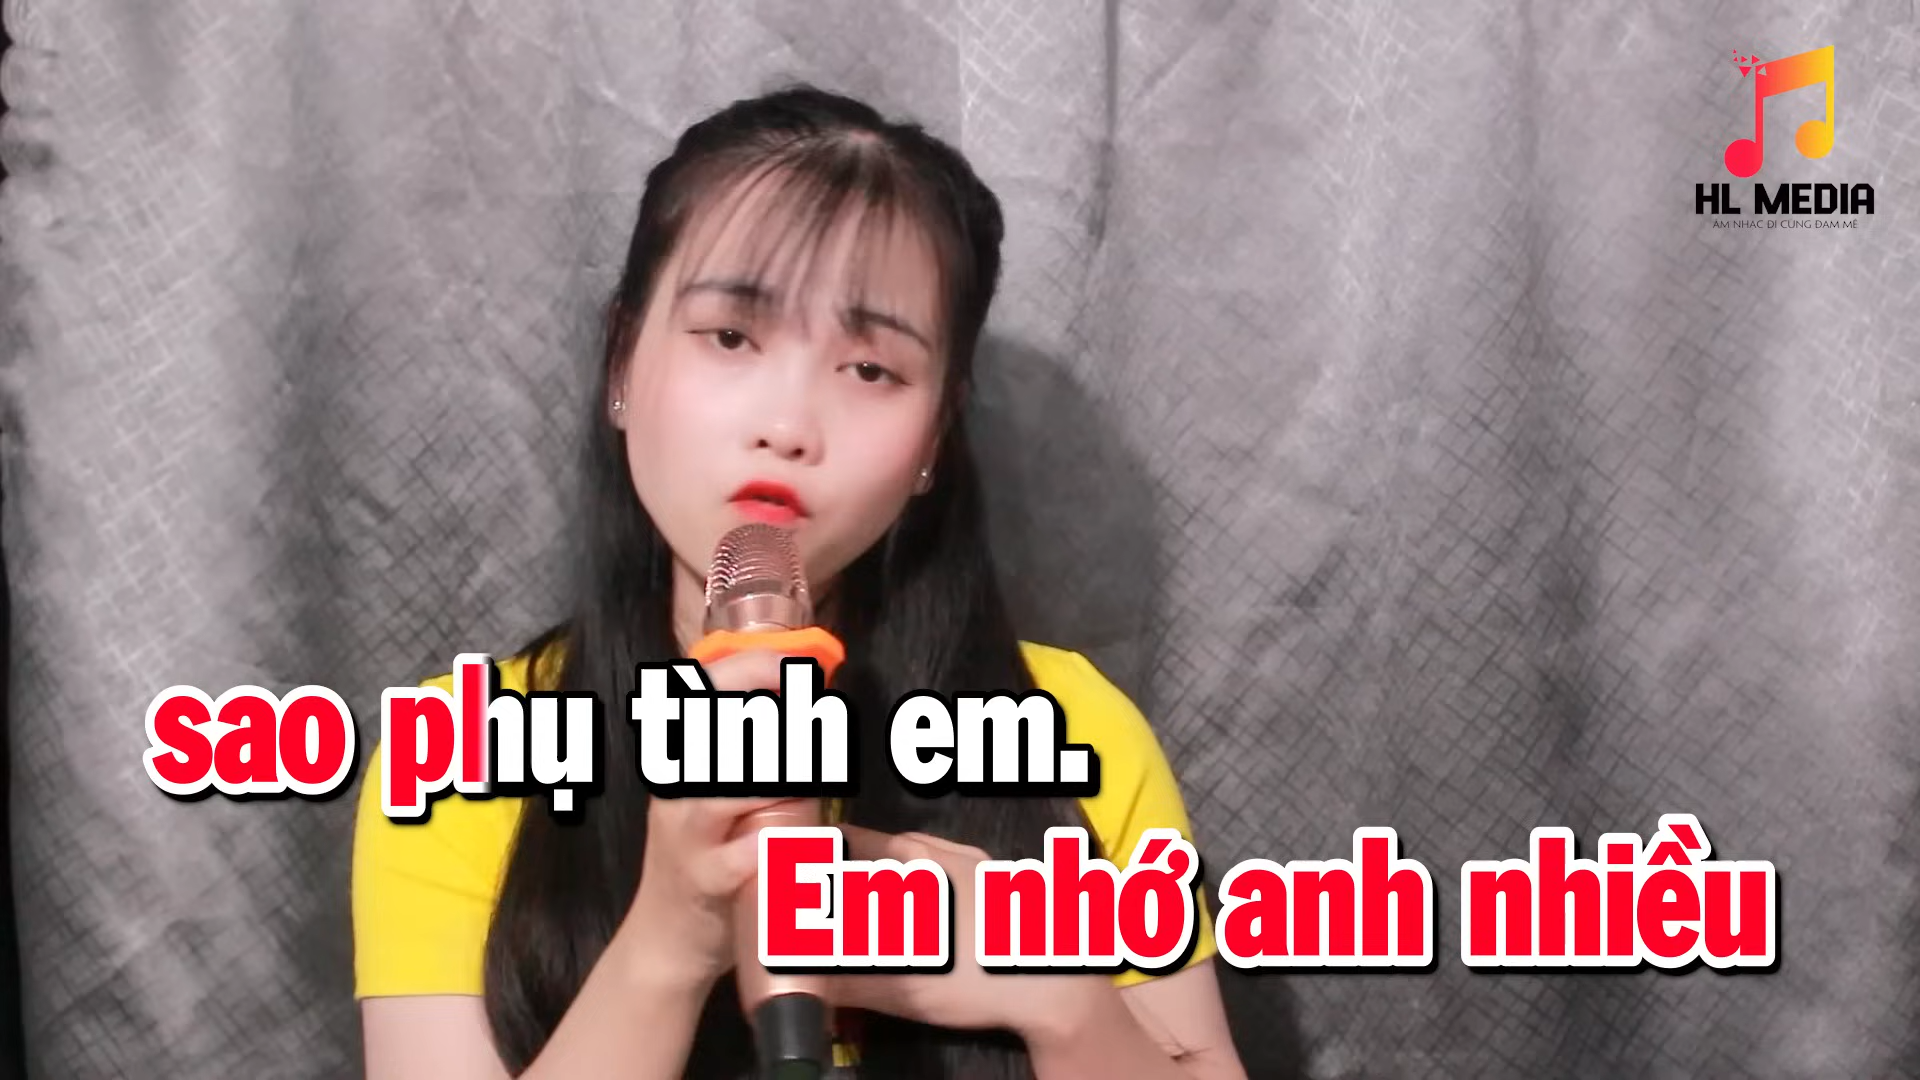 HL MEDIA
ÂM NHẠC ĐI CÙNG ĐAM MÊ
sao phụ tình em.
Em nhớ anh nhiều